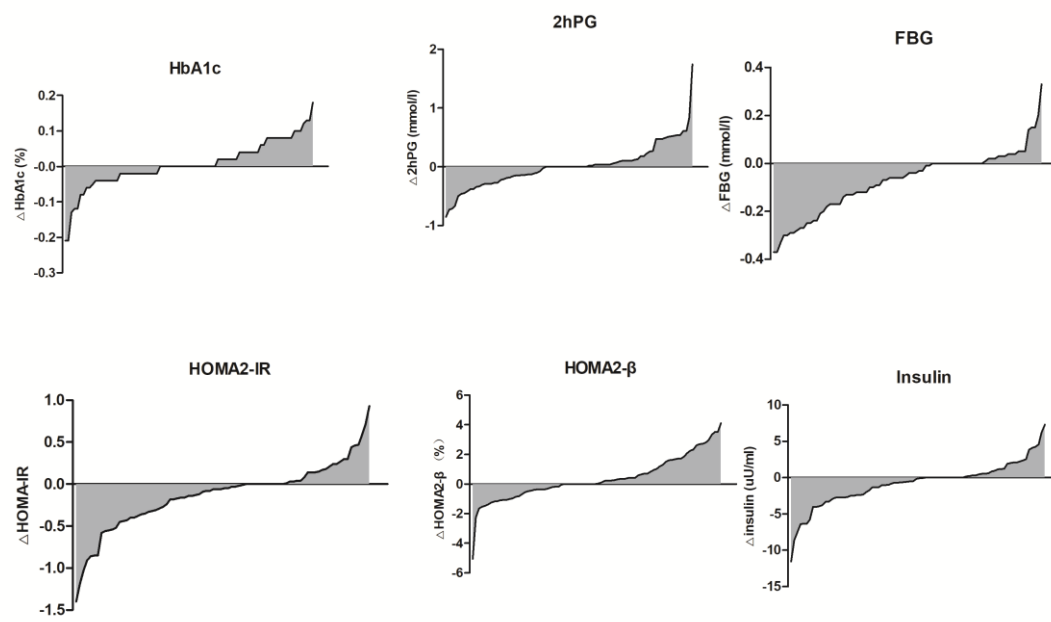 HbA1c
△HbA1c (%)
0.2
0.1
-0.0
-0.1
-0.2
-0.3
2hPG
△2hPG (mmol/l)
2
1
0
-1
FBG
△FBG (mmol/l)
0.4
0.2
0.0
-0.2
-0.4
HOMA2-IR
△HOMA-IR
1.0
0.5
0.0
-0.5
-1.0
-1.5
HOMA2-β
△HOMA2-β (%)
6
4
2
0
-2
-4
-6
Insulin
△insulin (uU/ml)
10
5
0
-5
-10
-15